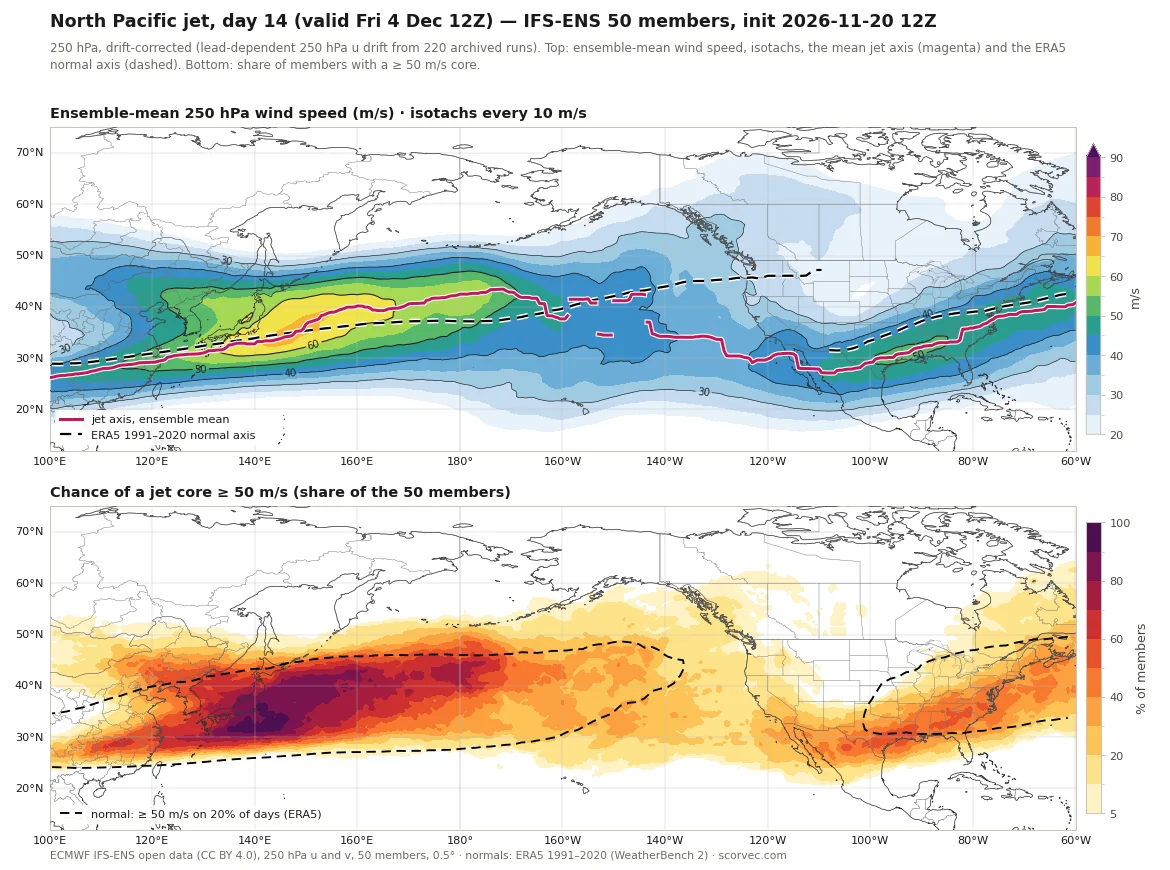 North Pacific jet, day 14 (valid Fri 4 Dec 12Z) — IFS-ENS 50 members, init 2026-11-20 12Z
250 hPa, drift-corrected (lead-dependent 250 hPa u drift from 220 archived runs). Top: ensemble-mean wind speed, isotachs, the mean jet axis (magenta) and the ERA5
normal axis (dashed). Bottom: share of members with a ≥ 50 m/s core.
Ensemble-mean 250 hPa wind speed (m/s) · isotachs every 10 m/s
70°N
60°N
50°N
40°N
30°N
20°N
30
30
50
40
60
30
40
50
jet axis, ensemble mean
ERA5 1991–2020 normal axis
100°E 120°E 140°E 160°E 180° 160°W 140°W 120°W 100°W 80°W 60°W
90
80
70
60
50
40
30
20
m/s
Chance of a jet core ≥ 50 m/s (share of the 50 members)
70°N
60°N
50°N
40°N
30°N
20°N
normal: ≥ 50 m/s on 20% of days (ERA5)
100°E 120°E 140°E 160°E 180° 160°W 140°W 120°W 100°W 80°W 60°W
100
80
60
40
20
5
% of members
ECMWF IFS-ENS open data (CC BY 4.0), 250 hPa u and v, 50 members, 0.5° · normals: ERA5 1991–2020 (WeatherBench 2) · scorvec.com